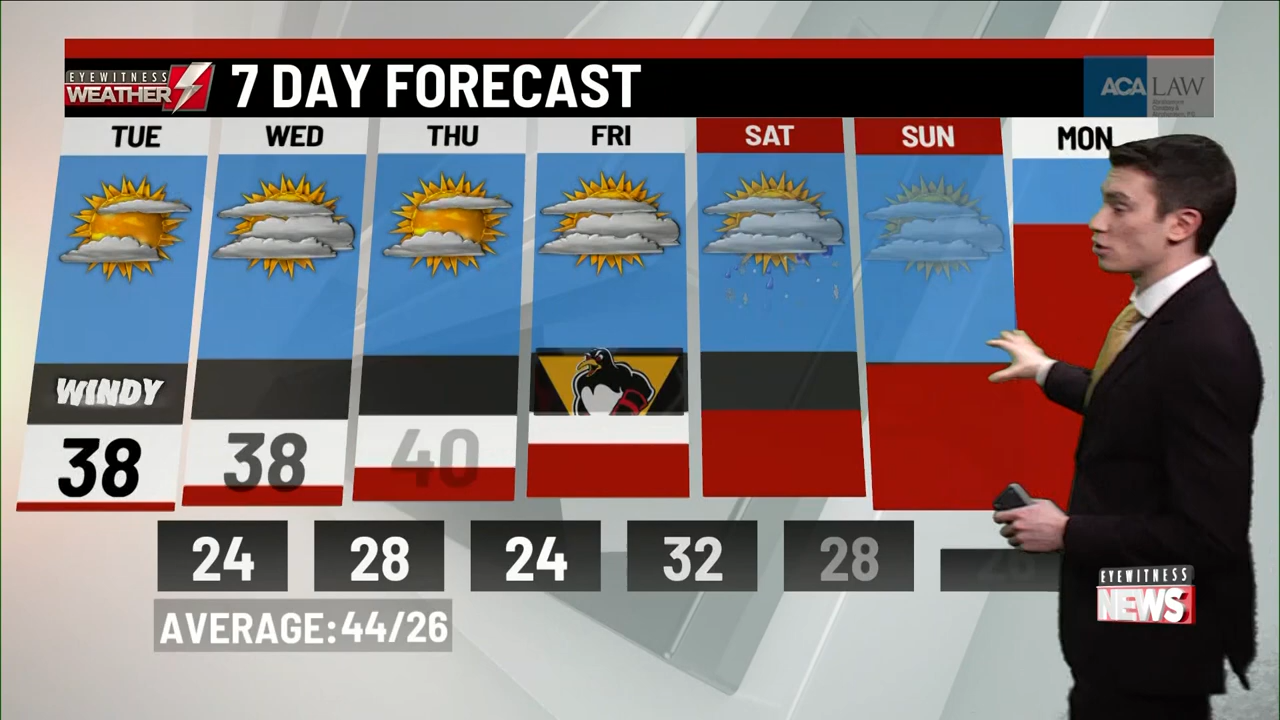 EYEWITNESS
WEATHER
7 DAY FORECAST
ACA LAW
TUE WED THU FRI SAT SUN MON
WINDY
38 38 40
24 28 24 32 28 28
AVERAGE: 44/26
EYEWITNESS
NEWS